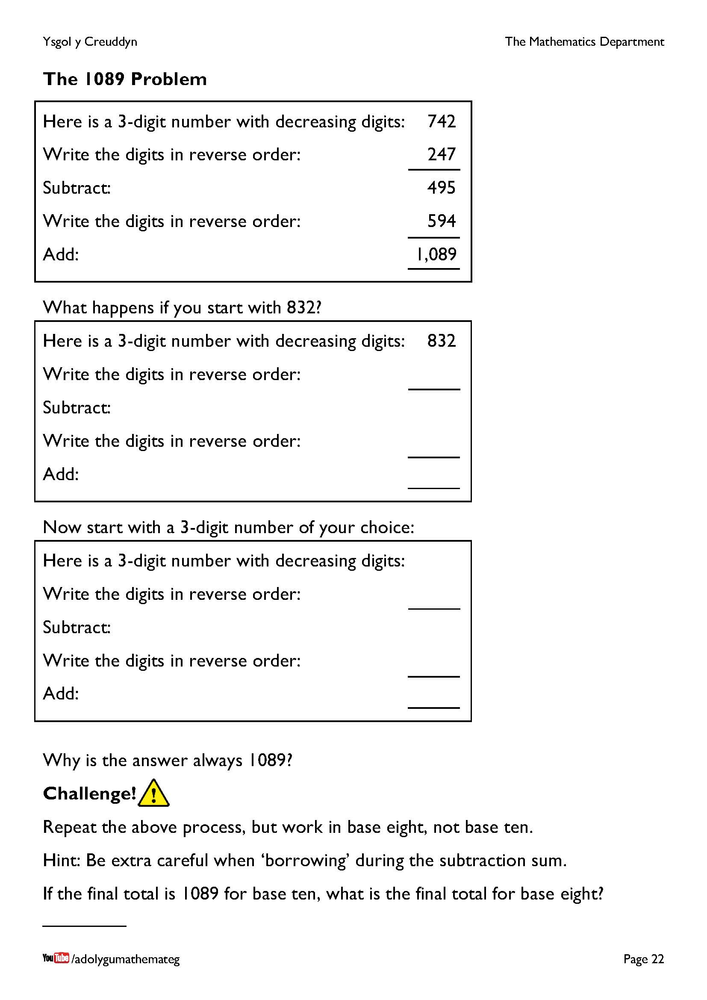 Ysgol y Creuddyn The Mathematics Department
The 1089 Problem
Here is a 3-digit number with decreasing digits: 742
Write the digits in reverse order: 247
Subtract: 495
Write the digits in reverse order: 594
Add: 1,089
What happens if you start with 832?
Here is a 3-digit number with decreasing digits: 832
Write the digits in reverse order:
Subtract:
Write the digits in reverse order:
Add:
Now start with a 3-digit number of your choice:
Here is a 3-digit number with decreasing digits:
Write the digits in reverse order:
Subtract:
Write the digits in reverse order:
Add:
Why is the answer always 1089?
Challenge!
Repeat the above process, but work in base eight, not base ten.
Hint: Be extra careful when ‘borrowing’ during the subtraction sum.
If the final total is 1089 for base ten, what is the final total for base eight?
YouTube/adolygumathemateg Page 22